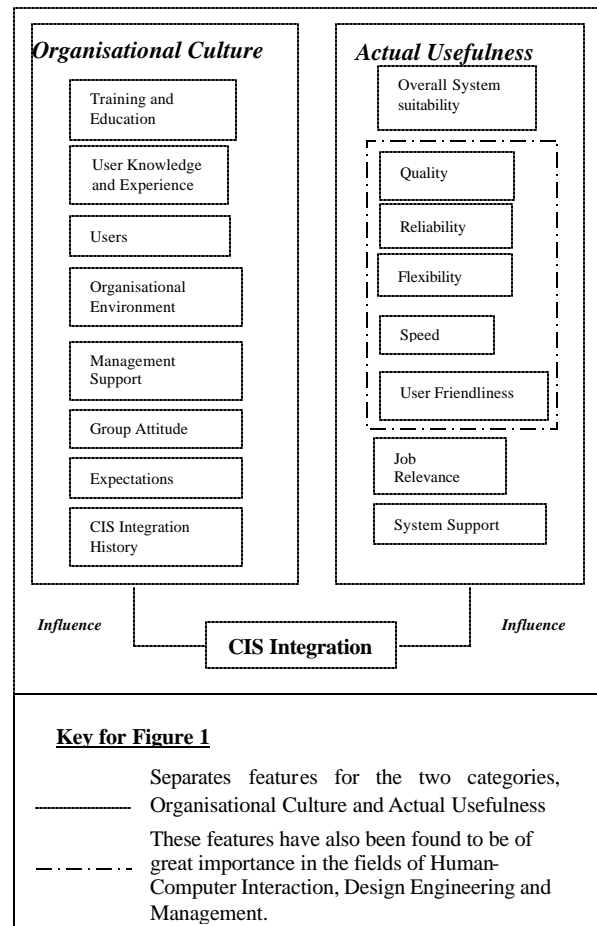 Organisational Culture
Training and
Education
User Knowledge
and Experience
Users
Organisational
Environment
Management
Support
Group Attitude
Expectations
CIS Integration
History
Actual Usefulness
Overall System
suitability
Quality
Reliability
Flexibility
Speed
User Friendliness
Job
Relevance
System Support
Influence
CIS Integration
Influence
Key for Figure 1
Separates features for the two categories,
Organisational Culture and Actual Usefulness
These features have also been found to be of
great importance in the fields of Human-
Computer Interaction, Design Engineering and
Management.